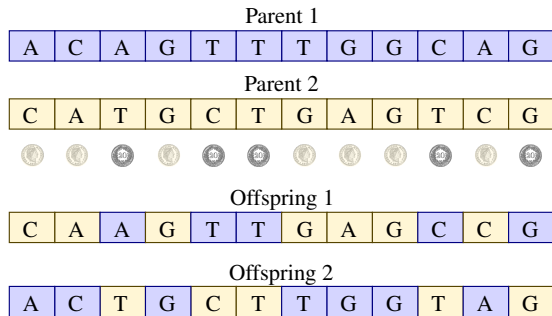 Parent 1
A C A G T T T G G C A G
Parent 2
C A T G C T G A G T C G
Offspring 1
C A A G T T G A G C C G
Offspring 2
A C T G C T T G G T A G